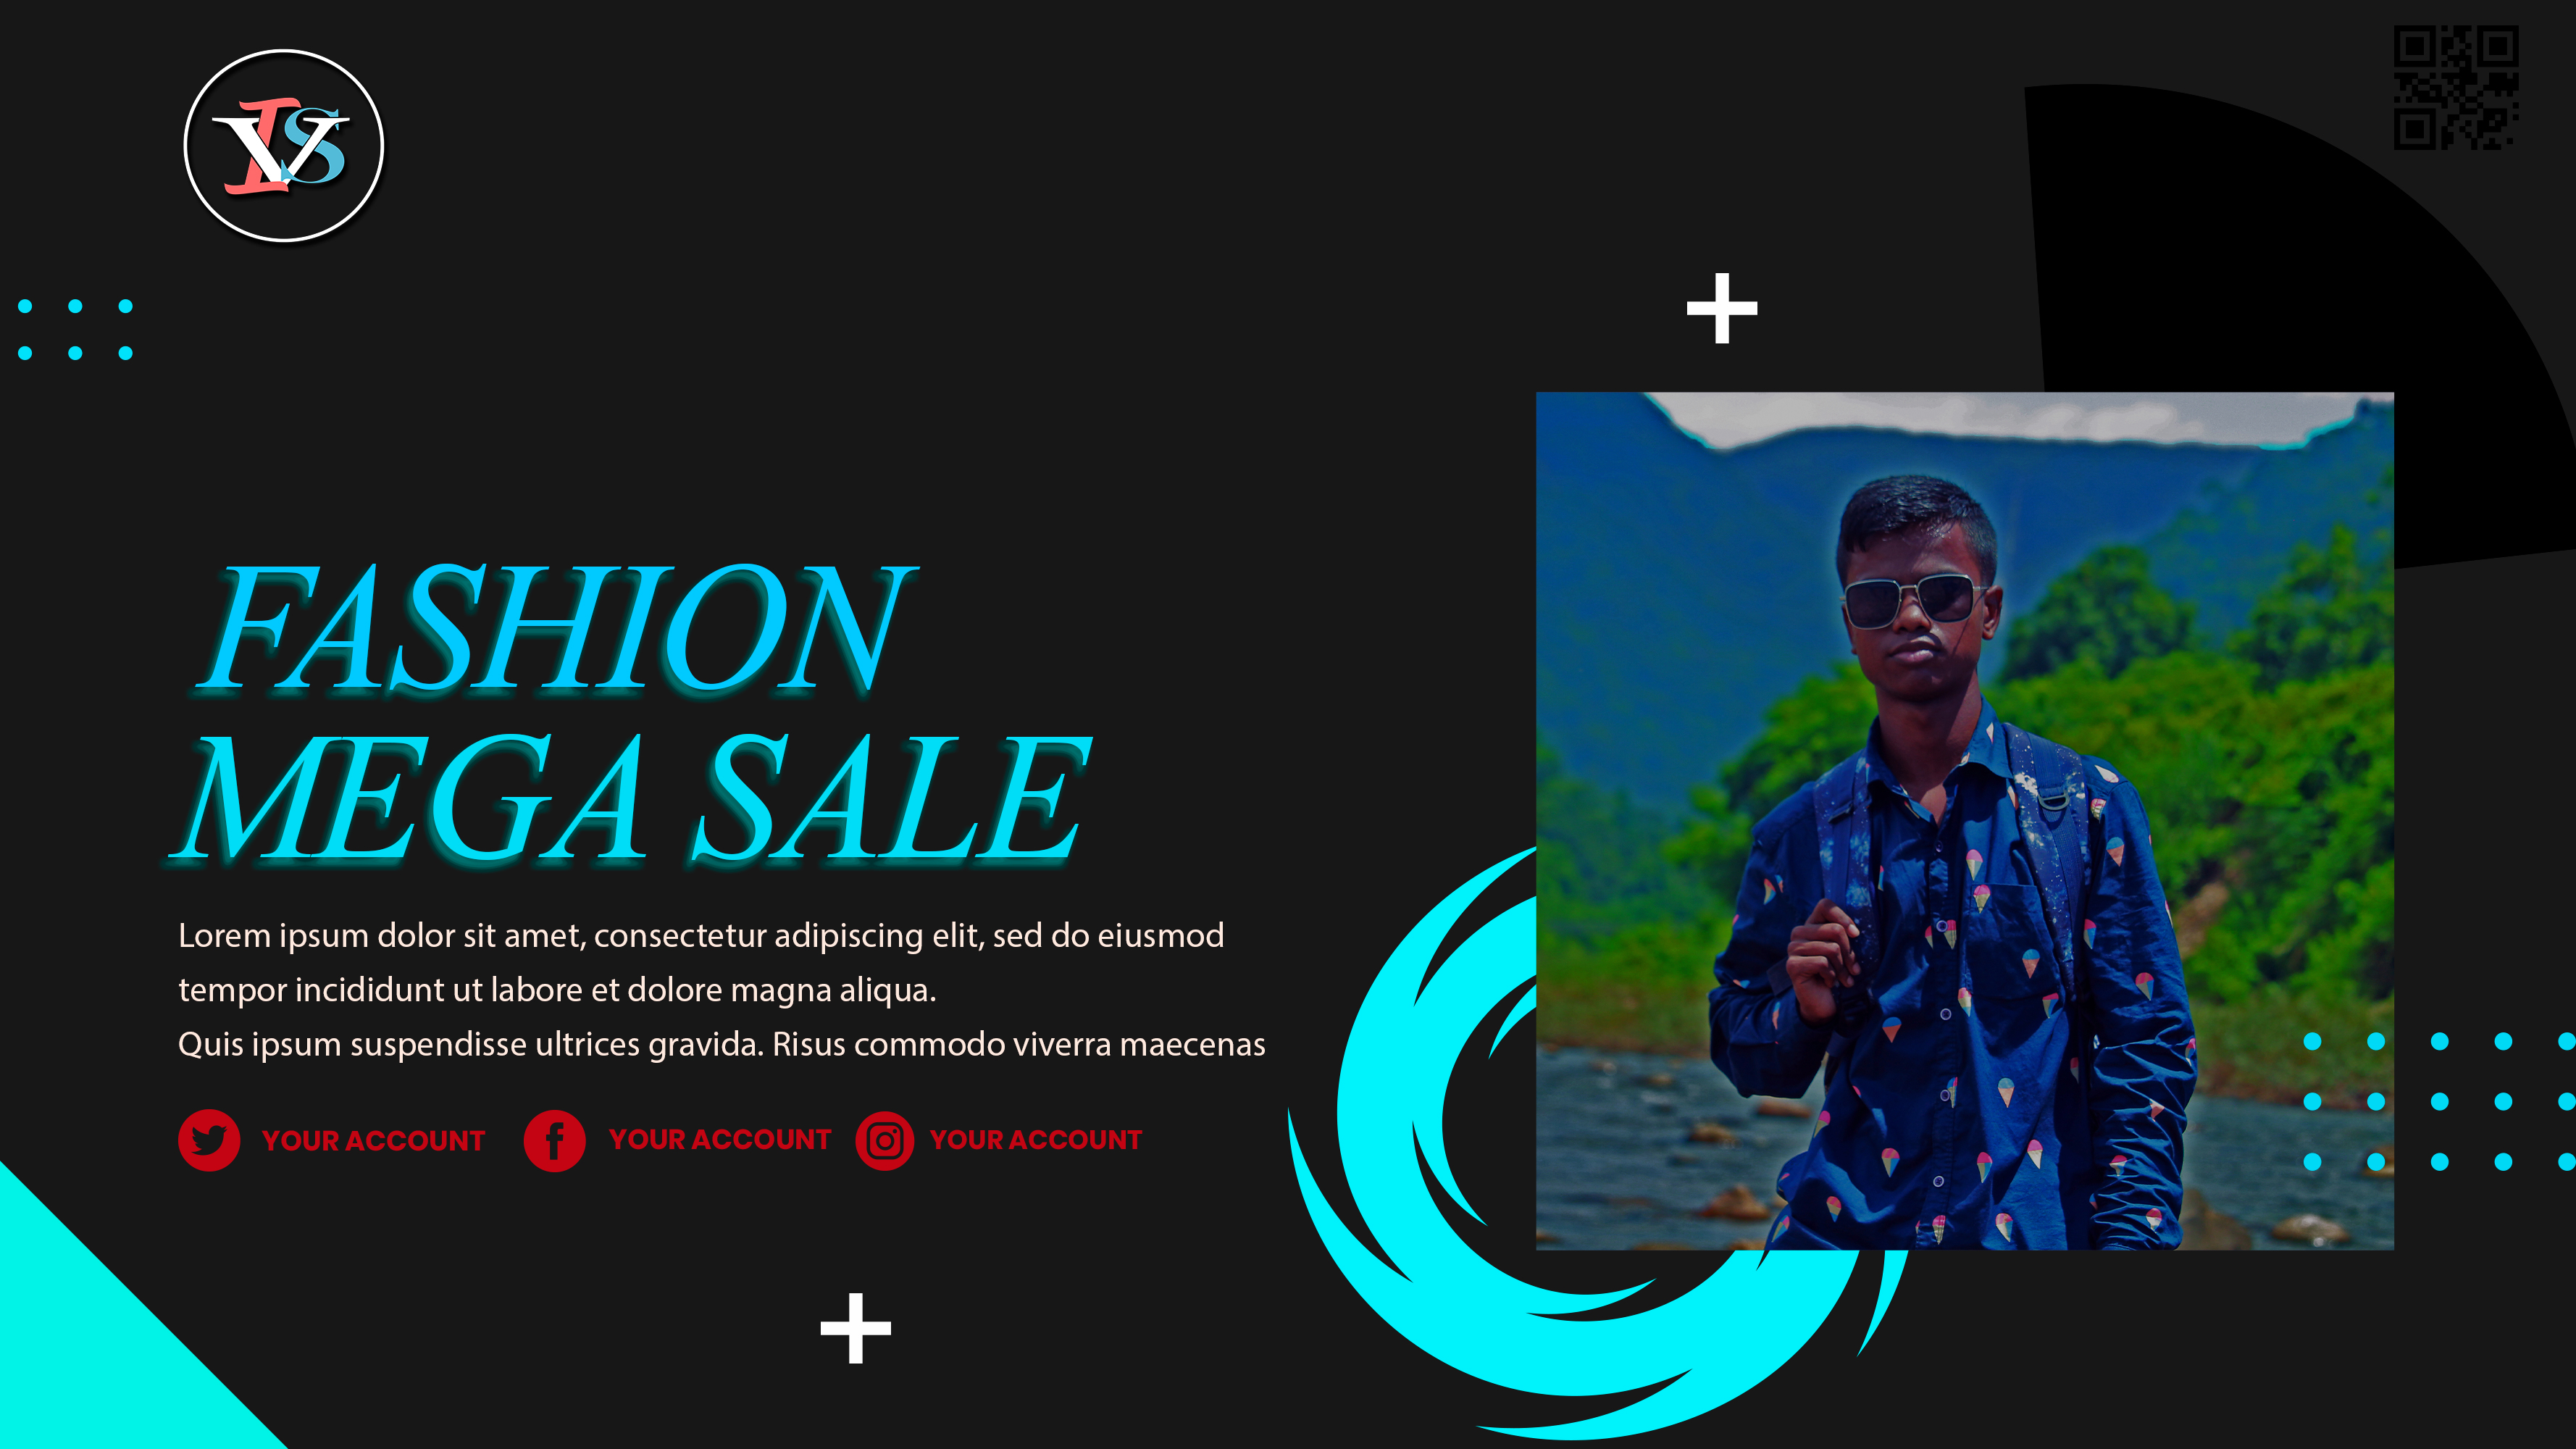 IVS
FASHION
MEGA SALE
Lorem ipsum dolor sit amet, consectetur adipiscing elit, sed do eiusmod
tempor incididunt ut labore et dolore magna aliqua.
Quis ipsum suspendisse ultrices gravida. Risus commodo viverra maecenas
YOUR ACCOUNT YOUR ACCOUNT YOUR ACCOUNT